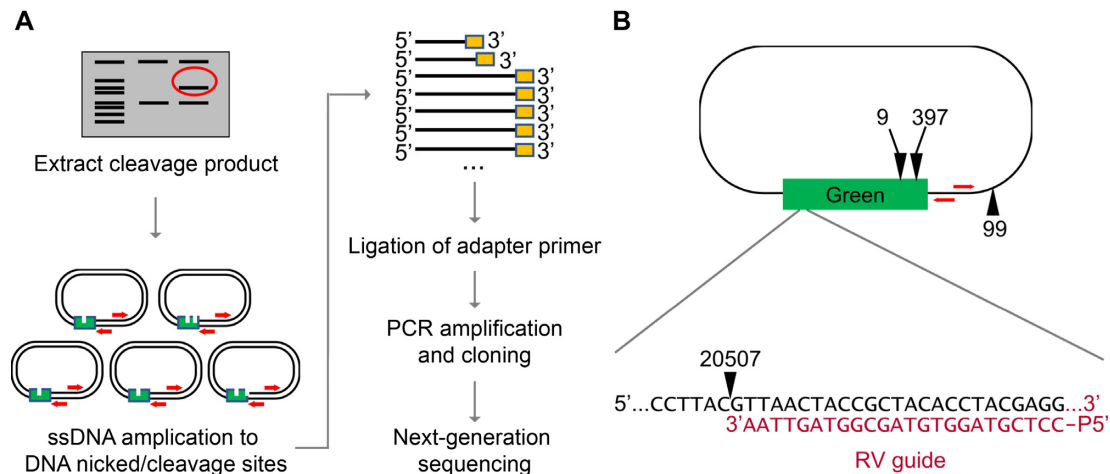 A
Extract cleavage product
ssDNA amplication to
DNA nicked/cleavage sites
5' 3'
5' 3'
5' 3'
5' 3'
5' 3'
5' 3'
5' 3'
...
Ligation of adapter primer
PCR amplification
and cloning
Next-generation
sequencing
B
9 397
Green
99
20507
5'...CCTTACGTTAACTACCGCTACACCTACGAGG...3'
3'AATTGATGGCGATGTGGATGCTCC-P5'
RV guide